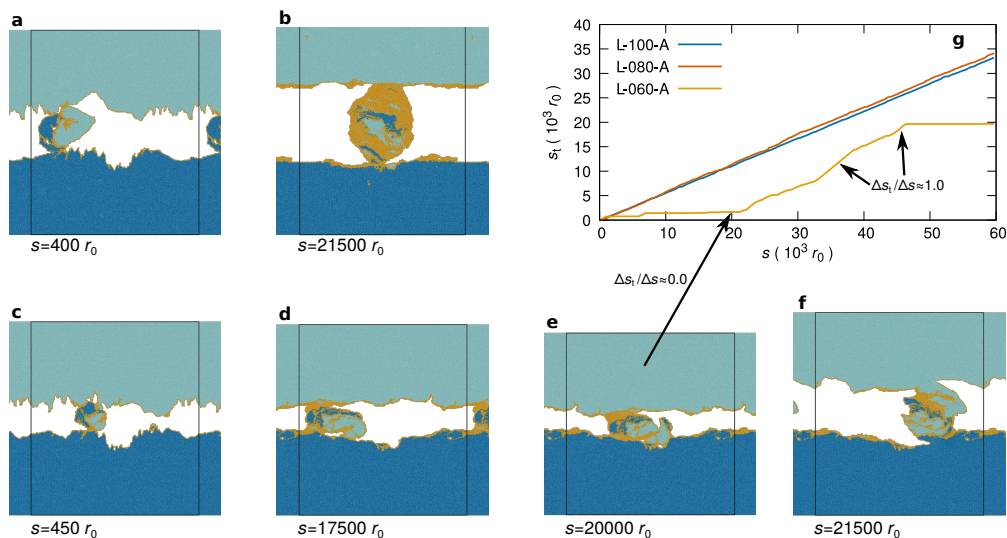 a
s=400 r0
b
s=21500 r0
g
L-100-A
L-080-A
L-060-A
st (10³ r0)
40
35
30
25
20
15
10
5
0
Δst/Δs≈1.0
0
10
20
30
40
50
60
s ( 10³ r0)
Δst/Δs≈0.0
c
s=450 r0
d
s=17500 r0
e
s=20000 r0
f
s=21500 r0